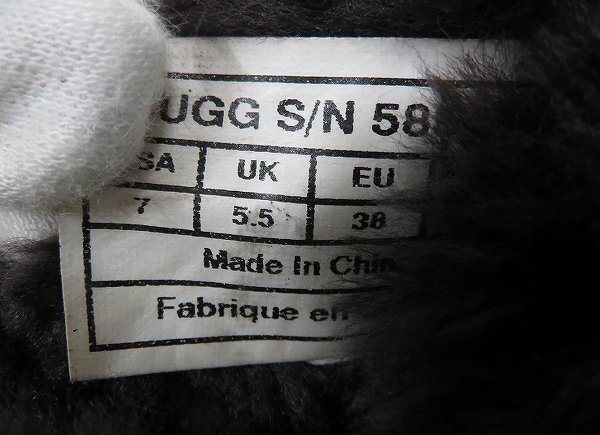 UGG S/N 58
SA UK EU
7 5.5 38
Made In Chin
Fabrique en